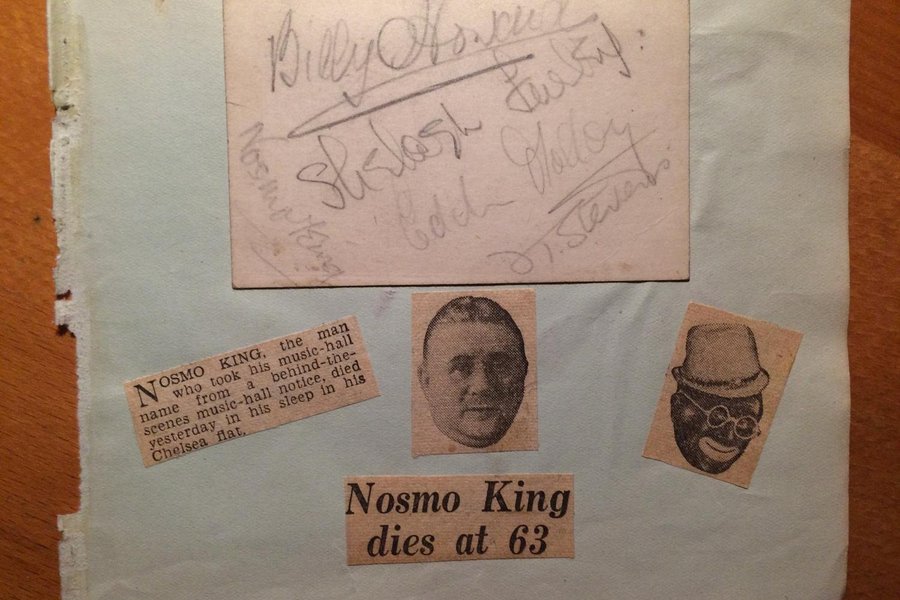 Billy
Nosmo King
Eddie
D T. Stevens
NOSMO KING, the man
who took his music-hall
name from a behind-the-
scenes music-hall notice, died
yesterday in his sleep in his
Chelsea flat.
Nosmo King
dies at 63